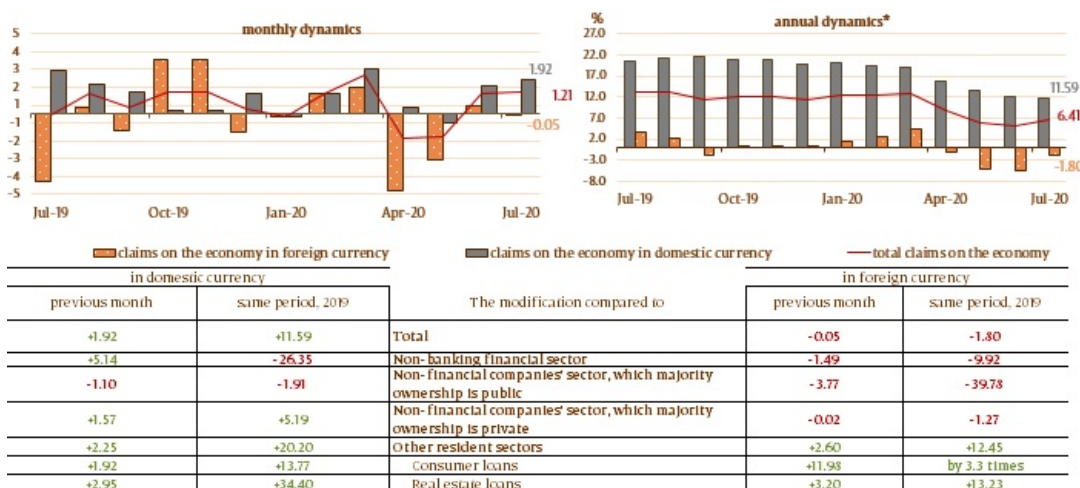 monthly dynamics
5
4
3
2
1
-1
-2
-3
-4
-5
1.92
1.21
-0.05
Jul-19 Oct-19 Jan-20 Apr-20 Jul-20
annual dynamics*
%
27.0
22.0
17.0
12.0
7.0
2.0
-3.0
-8.0
11.59
6.41
-1.80
Jul-19 Oct-19 Jan-20 Apr-20 Jul-20
claims on the economy in foreign currency claims on the economy in domestic currency total claims on the economy
in domestic currency in foreign currency
previous month same period, 2019 The modification compared to previous month same period, 2019
+1.92 +11.59 Total -0.05 -1.80
+5.14 -26.35 Non-banking financial sector -1.49 -9.92
-1.10 -1.91 Non-financial companies' sector, which majority ownership is public -3.77 -39.78
+1.57 +5.19 Non-financial companies' sector, which majority ownership is private -0.02 -1.27
+2.25 +20.20 Other resident sectors +2.60 +12.45
+1.92 +13.77 Consumer loans +11.98 by 3.3 times
+2.95 +34.40 Real estate loans +3.20 +13.23